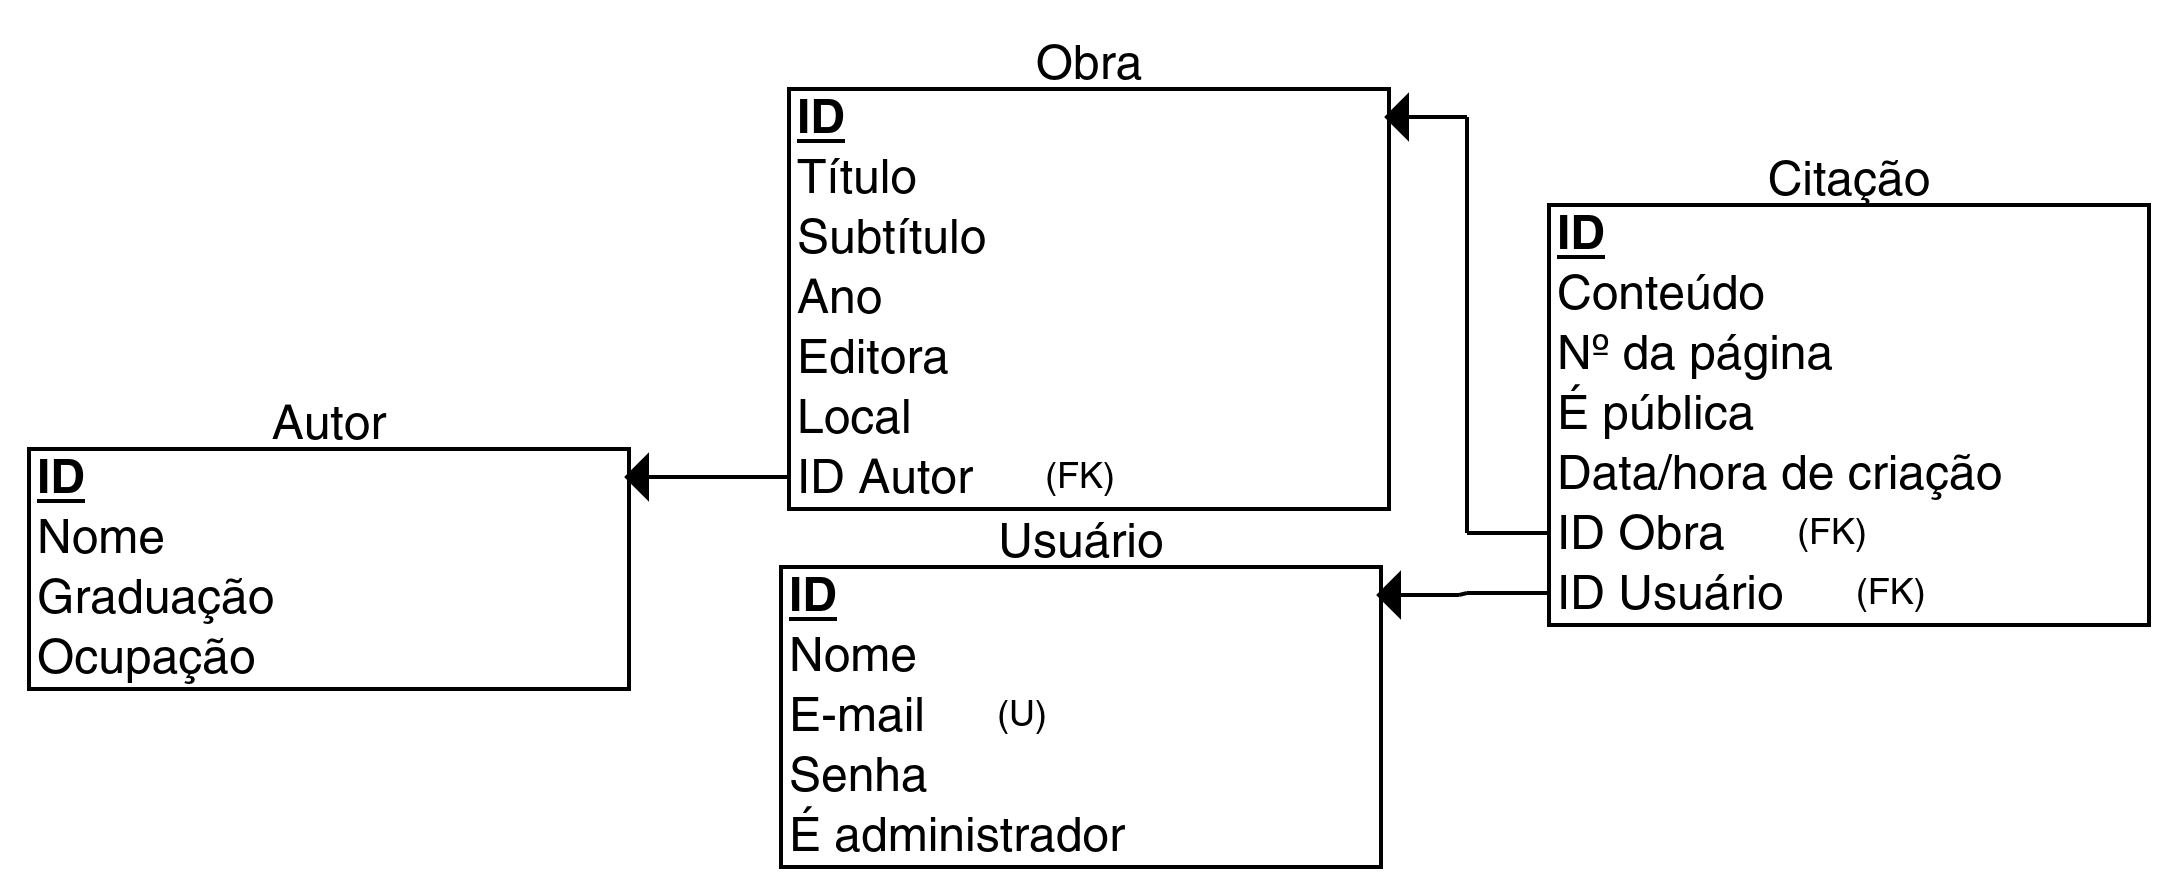 Obra
ID
Título
Subtítulo
Ano
Editora
Local
ID Autor (FK)
Autor
ID
Nome
Graduação
Ocupação
Usuário
ID
Nome
E-mail (U)
Senha
É administrador
Citação
ID
Conteúdo
Nº da página
É pública
Data/hora de criação
ID Obra (FK)
ID Usuário (FK)